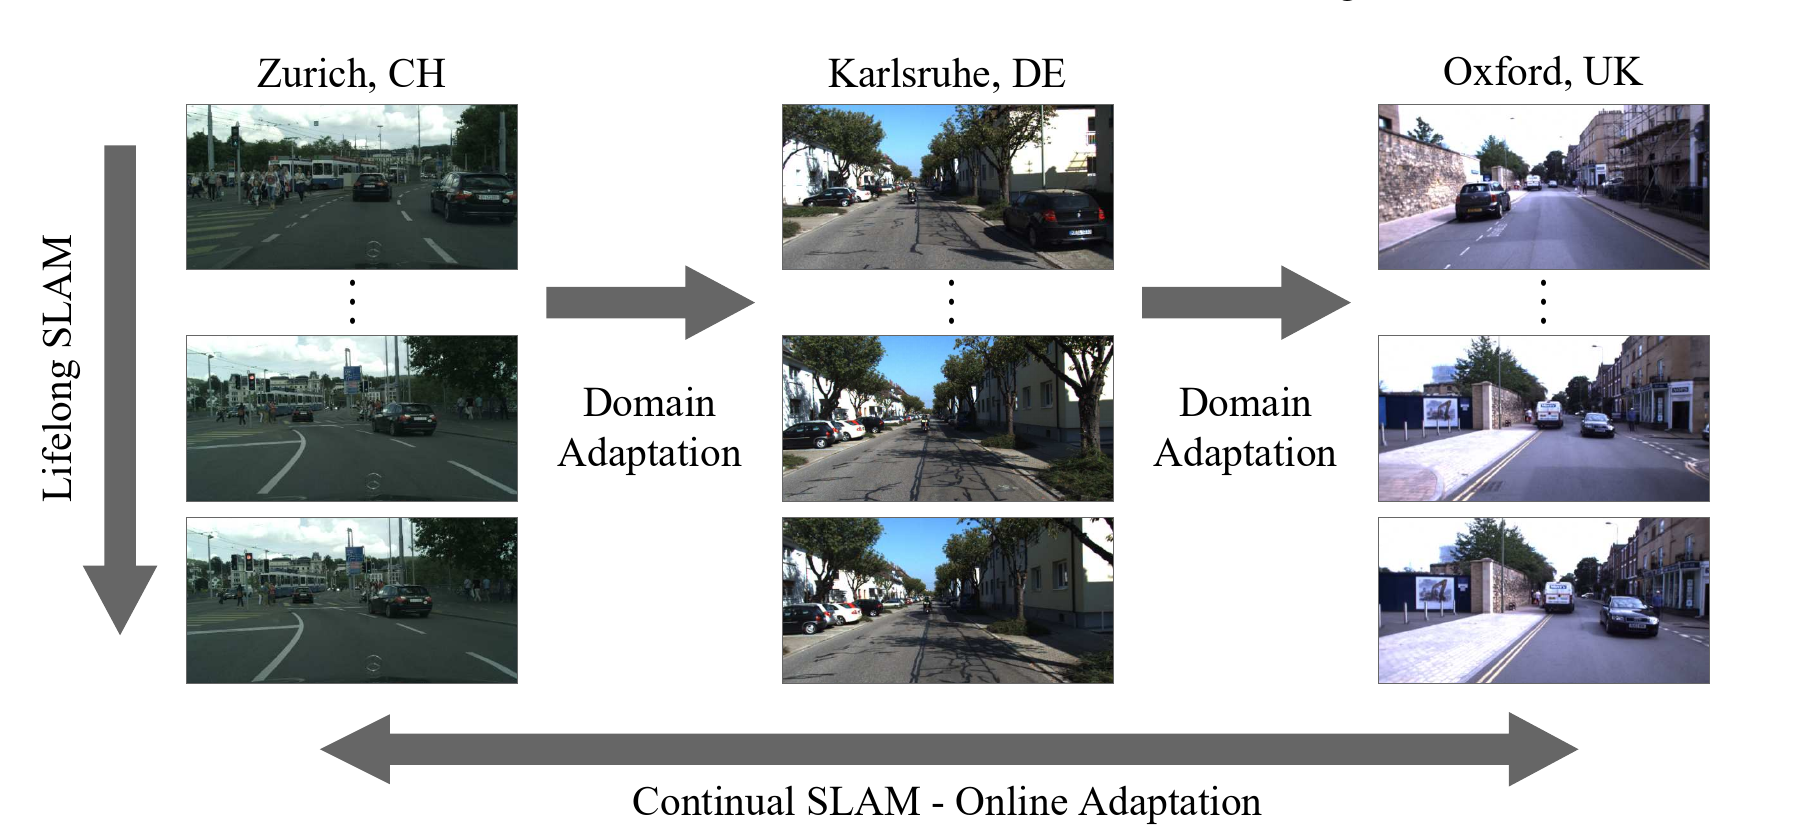 Zurich, CH
Karlsruhe, DE
Oxford, UK
Lifelong SLAM
Domain
Adaptation
Domain
Adaptation
Continual SLAM - Online Adaptation